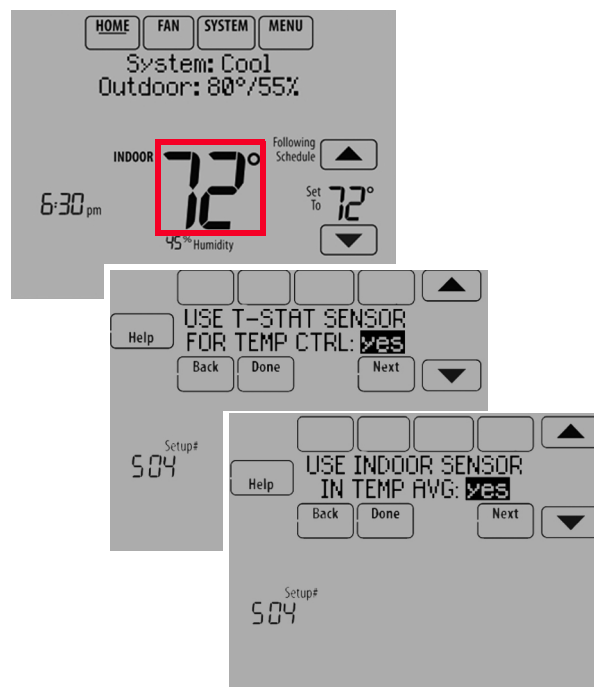 HOME FAN SYSTEM MENU
System: Cool
Outdoor: 80°/55%
INDOOR 72° Following
Schedule
6:30 pm
Set
To 72°
45% Humidity
USE T-STAT SENSOR
FOR TEMP CTRL: yes
Help
Back Done Next
Setup#
504
USE INDOOR SENSOR
IN TEMP AVG: yes
Help
Back Done Next
Setup#
504